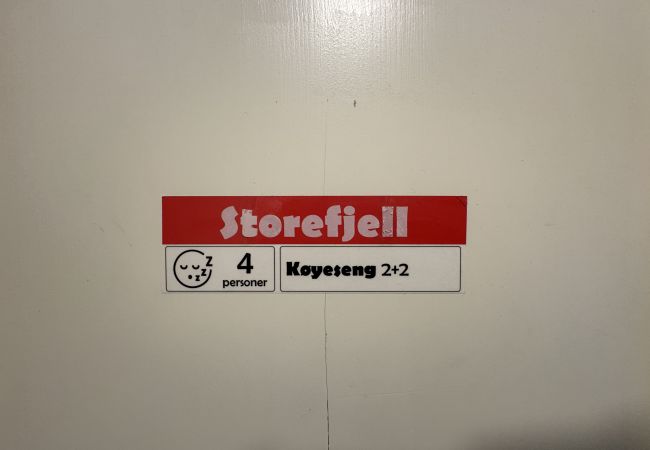 Storefjell
z z z
4
personer
Køyeseng 2+2